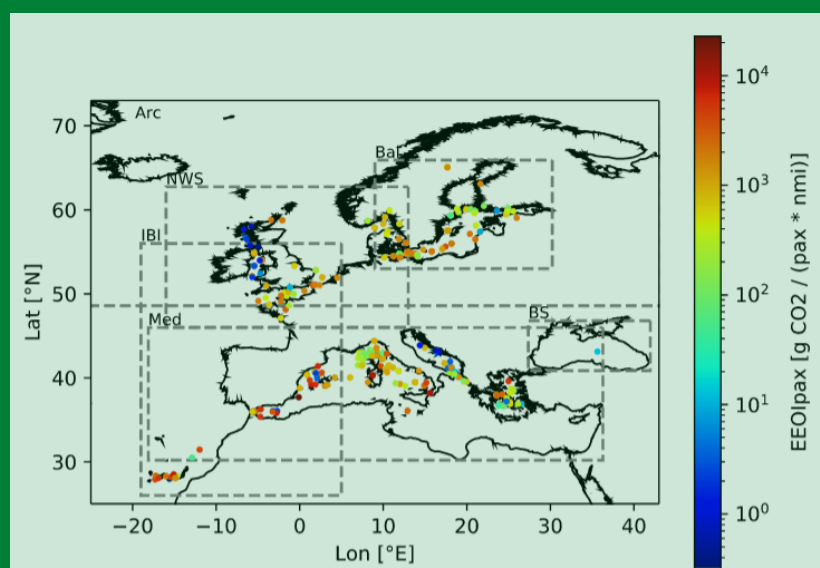 Arc
Bal
NWS
IBI
Med
BS
70
60
50
40
30
Lat [°N]
−20
−10
0
10
20
30
40
Lon [°E]
10⁴
10³
10²
10¹
10⁰
EEOIpax [g CO2 / (pax * nmi)]